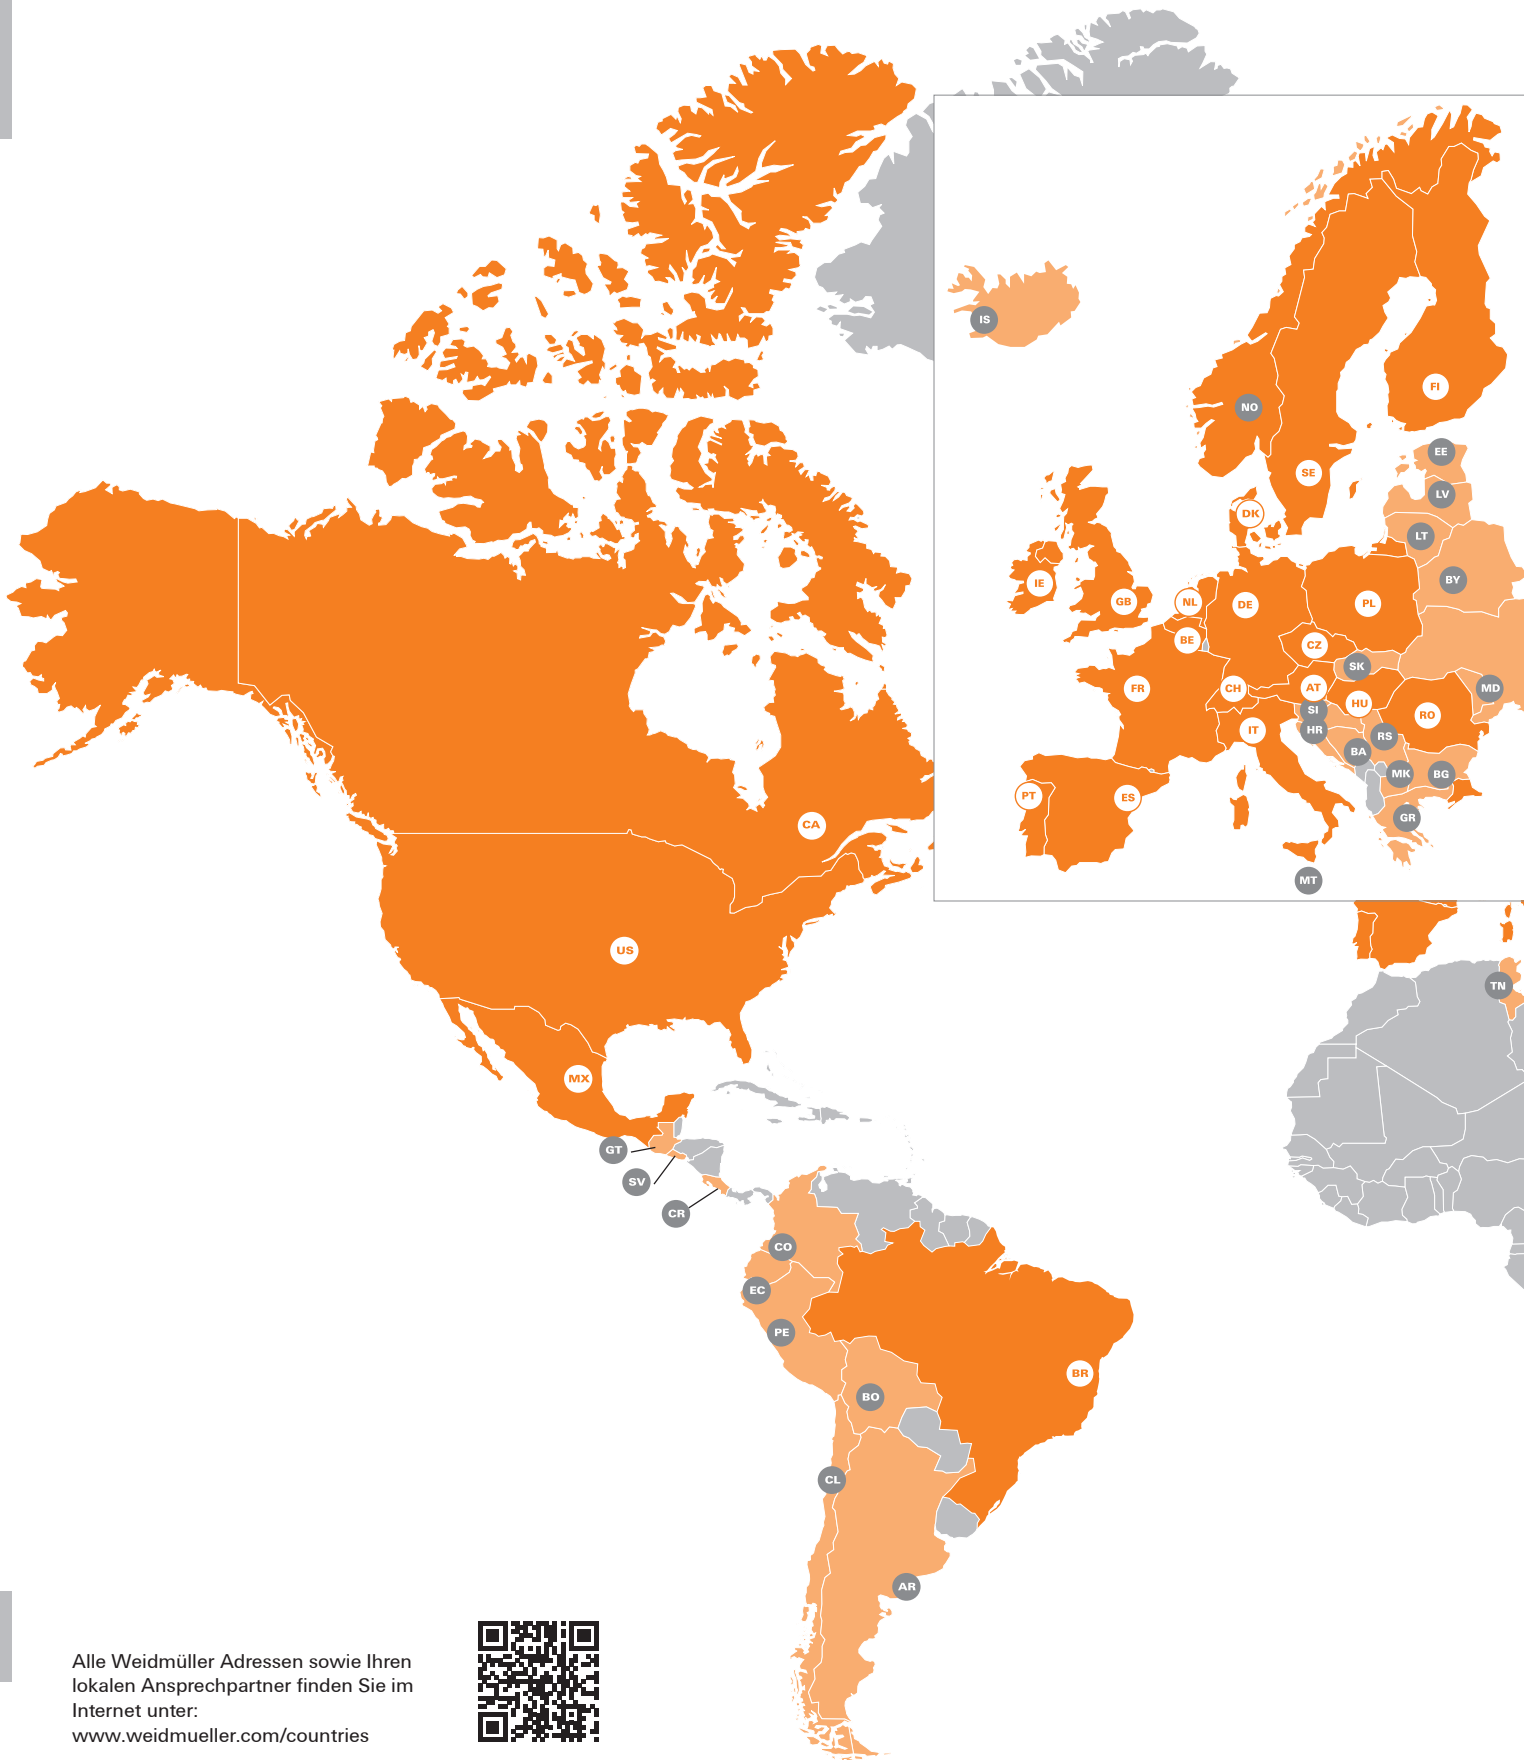 IS
NO
FI
SE
EE
LV
DK
LT
BY
IE
GB
NL
DE
PL
BE
CZ
SK
FR
CH
AT
MD
SI
HU
RO
IT
HR
RS
BA
MK
BG
PT
ES
GR
CA
MT
US
TN
MX
GT
SV
CR
CO
EC
PE
BR
BO
CL
AR
Alle Weidmüller Adressen sowie Ihren
lokalen Ansprechpartner finden Sie im
Internet unter:
www.weidmueller.com/countries